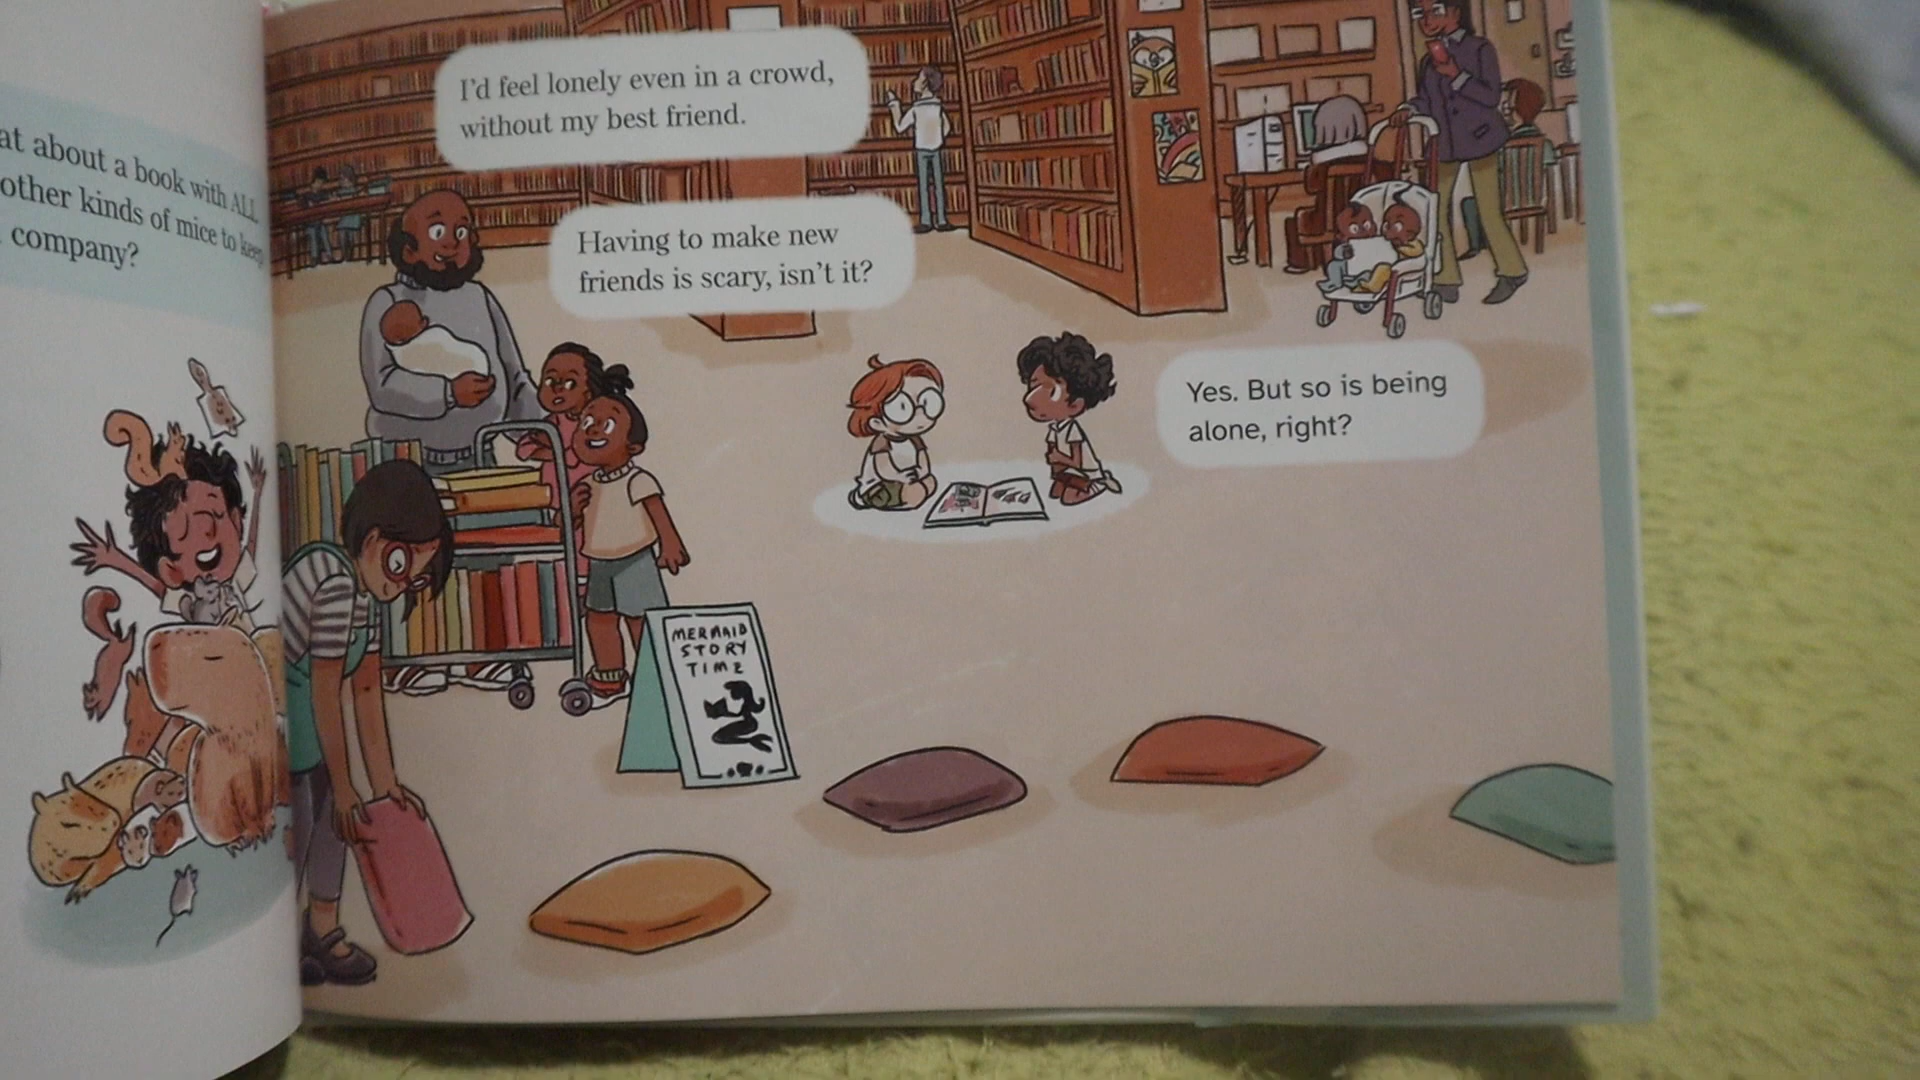 at about a book with ALL
other kinds of mice to keep
company?
I'd feel lonely even in a crowd,
without my best friend.
Having to make new
friends is scary, isn't it?
Yes. But so is being
alone, right?
MERMAID
STORY
TIME